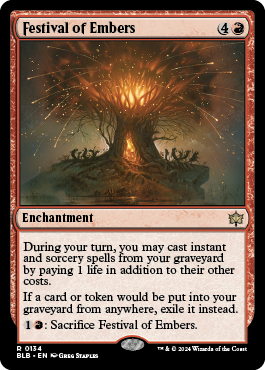 Festival of Embers 4
Enchantment
During your turn, you may cast instant
and sorcery spells from your graveyard
by paying 1 life in addition to their other
costs.
If a card or token would be put into your
graveyard from anywhere, exile it instead.
1 : Sacrifice Festival of Embers.
R 0134
BLB • EN GREG STAPLES
™ & © 2024 Wizards of the Coast